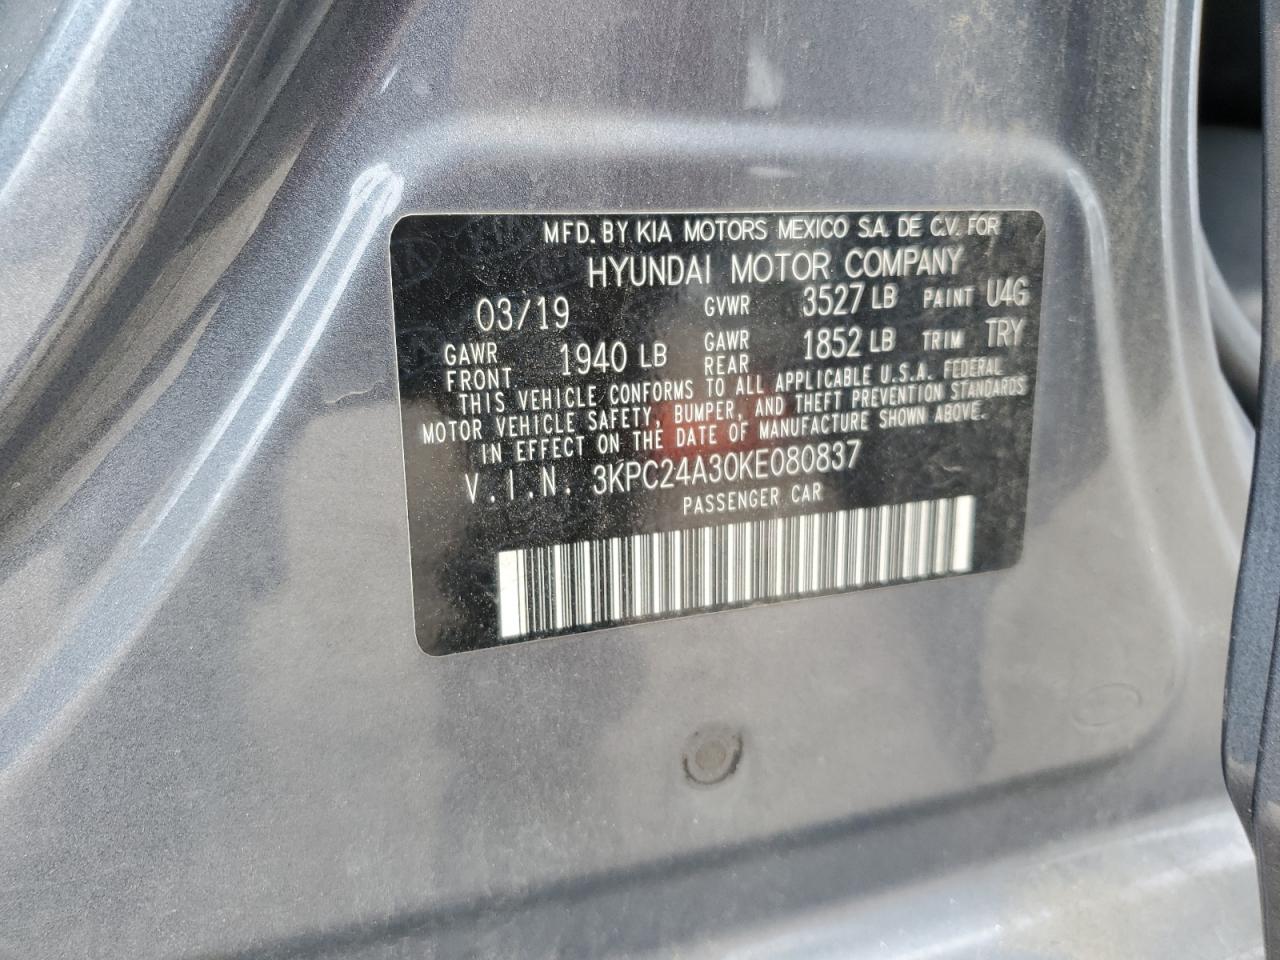 MFD. BY KIA MOTORS MEXICO S.A. DE C.V. FOR
HYUNDAI MOTOR COMPANY
03/19 GVWR 3527 LB PAINT U4G
GAWR FRONT 1940 LB GAWR REAR 1852 LB TRIM TRY
THIS VEHICLE CONFORMS TO ALL APPLICABLE U.S.A. FEDERAL
MOTOR VEHICLE SAFETY, BUMPER, AND THEFT PREVENTION STANDARDS
IN EFFECT ON THE DATE OF MANUFACTURE SHOWN ABOVE.
V.I.N. 3KPC24A30KE080837
PASSENGER CAR